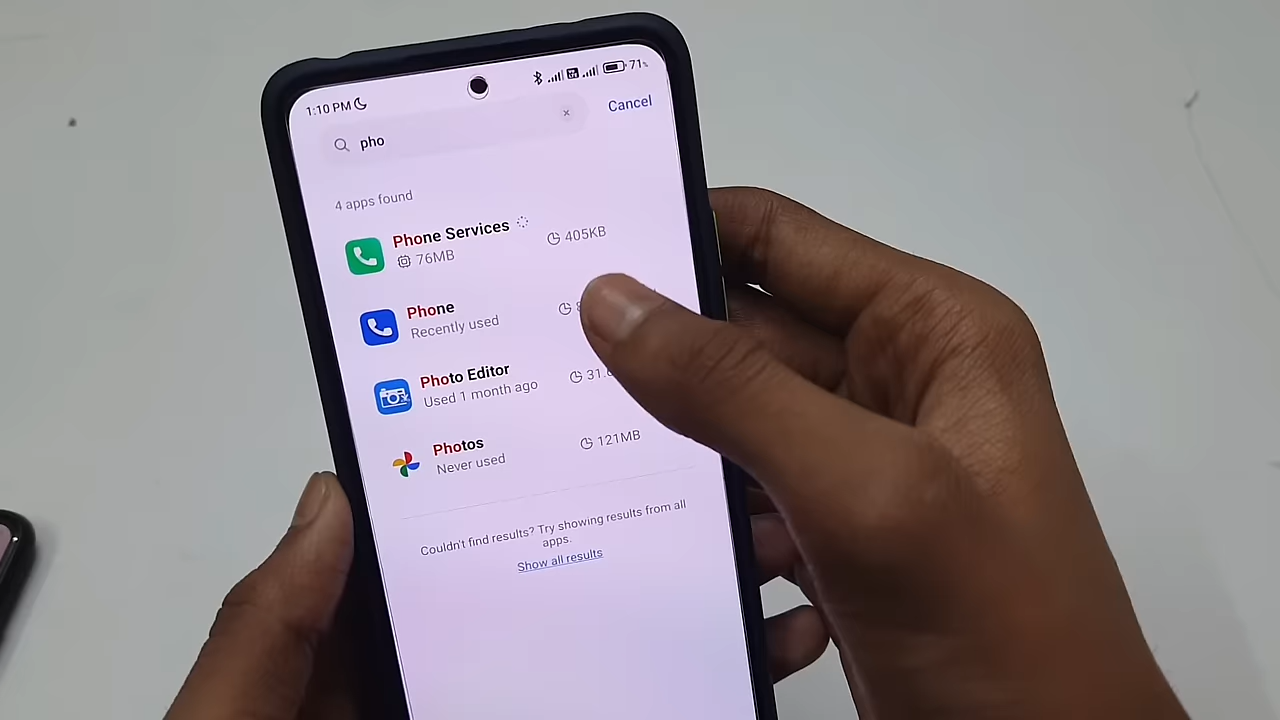 1:10 PM 71%
pho Cancel
4 apps found
Phone Services 405KB
76MB
Phone
Recently used
Photo Editor 31.
Used 1 month ago
Photos 121MB
Never used
Couldn't find results? Try showing results from all
apps.
Show all results